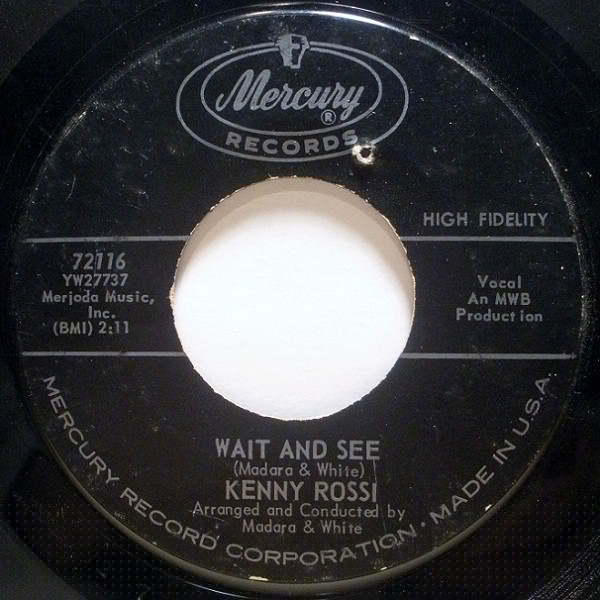 Mercury
®
RECORDS
HIGH FIDELITY
72116
YW27737
Merjoda Music,
Inc.
(BMI) 2:11
Vocal
An MWB
Production
WAIT AND SEE
(Madara & White)
KENNY ROSSI
Arranged and Conducted by
Madara & White
MERCURY RECORD CORPORATION • MADE IN U.S.A.